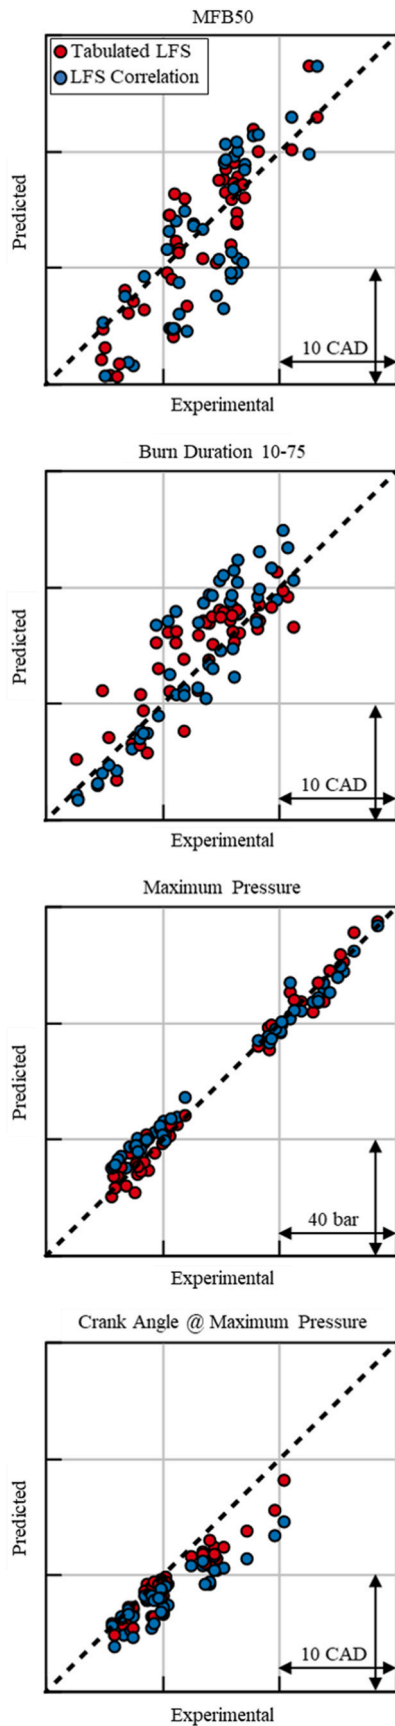 MFB50
Tabulated LFS
LFS Correlation
Predicted
10 CAD
Experimental
Burn Duration 10-75
Predicted
10 CAD
Experimental
Maximum Pressure
Predicted
40 bar
Experimental
Crank Angle @ Maximum Pressure
Predicted
10 CAD
Experimental